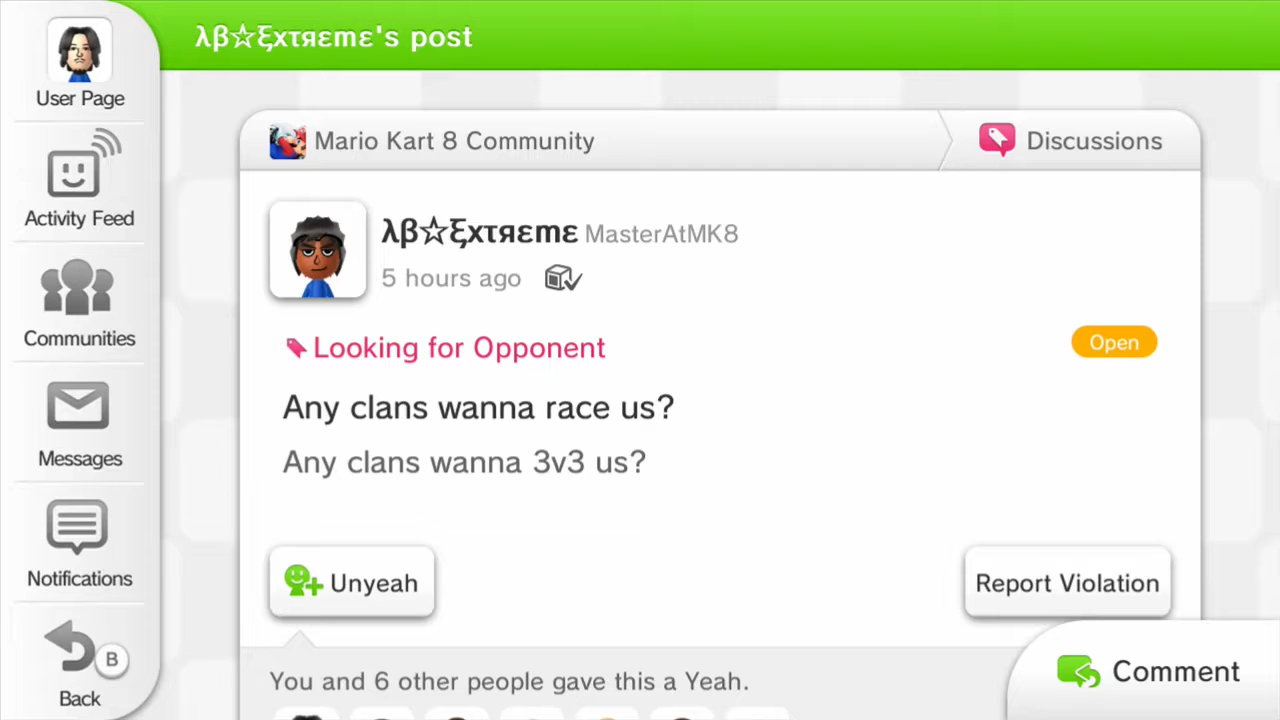 λβ☆ξxτяεmε's post
User Page
Activity Feed
Communities
Messages
Notifications
B
Back
Mario Kart 8 Community
Discussions
λβ☆ξxτяεmε MasterAtMK8
5 hours ago
Looking for Opponent
Open
Any clans wanna race us?
Any clans wanna 3v3 us?
Unyeah
Report Violation
You and 6 other people gave this a Yeah.
Comment